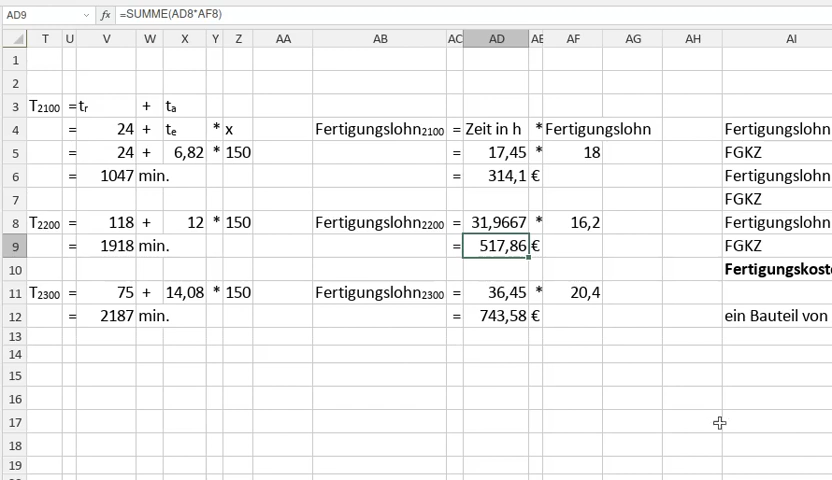 AD9 fx =SUMME(AD8*AF8)
T U V W X Y Z AA AB AC AD AE AF AG AH AI
1
2
3 T2100 = tr + ta
4 = 24 + te * x Fertigungslohn2100 = Zeit in h * Fertigungslohn Fertigungslohn
5 = 24 + 6,82 * 150 = 17,45 * 18 FGKZ
6 = 1047 min. = 314,1 € Fertigungslohn
7 FGKZ
8 T2200 = 118 + 12 * 150 Fertigungslohn2200 = 31,9667 * 16,2 Fertigungslohn
9 = 1918 min. = 517,86 € FGKZ
10 Fertigungskoste
11 T2300 = 75 + 14,08 * 150 Fertigungslohn2300 = 36,45 * 20,4
12 = 2187 min. = 743,58 € ein Bauteil von
13
14
15
16
17
18
19